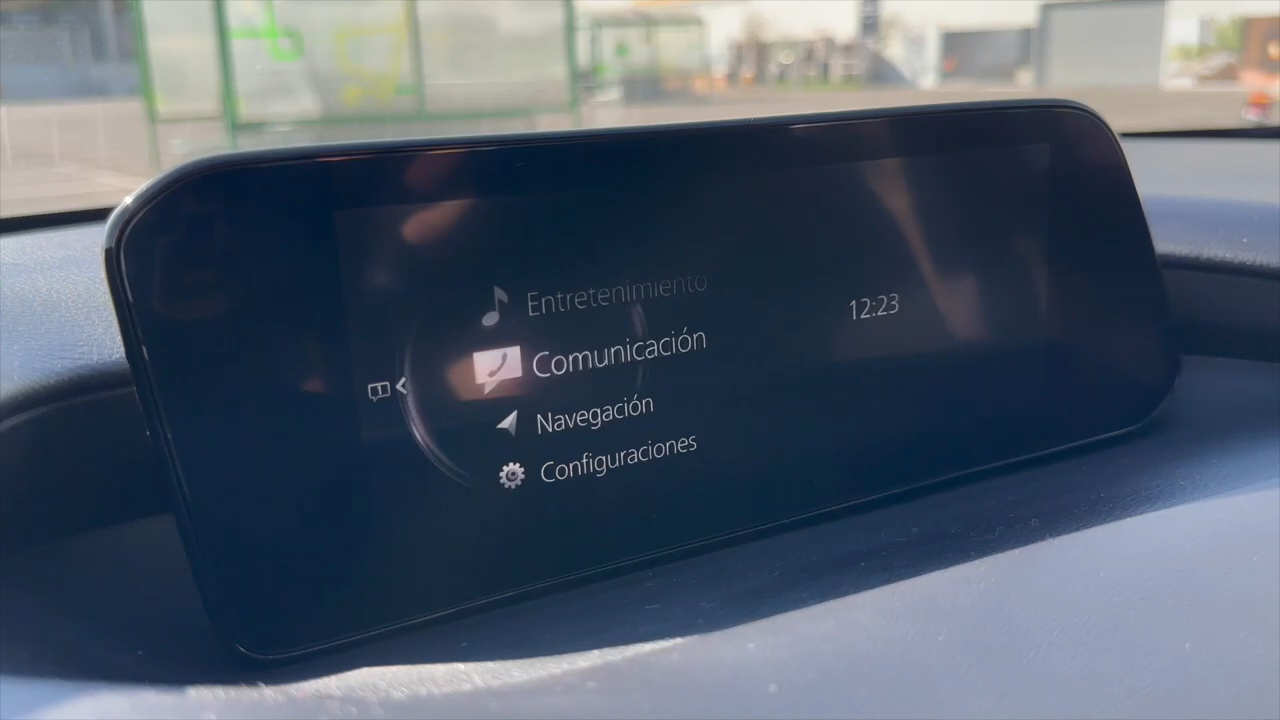 Entretenimiento
12:23
Comunicación
Navegación
Configuraciones